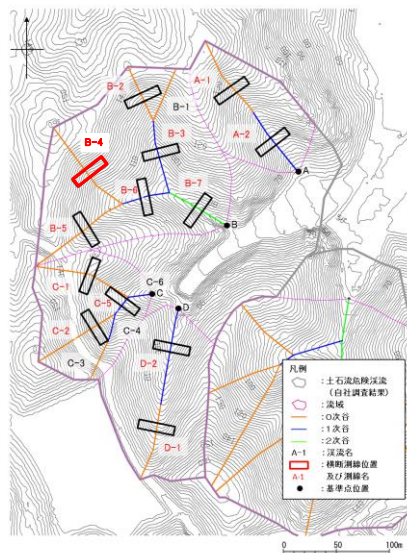 A-1
B-2
B-1
B-3
A-2
B-4
A
B-6
B-7
B
B-5
C-1
C-6
C
C-5
D
C-2
C-4
D-2
C-3
D-1
凡例
：土石流危険渓流
（自社調査結果）
：流域
：0次谷
：1次谷
：2次谷
A-1 ：渓流名
：横断測線位置
A-1 及び測線名
：基準点位置
0 50 100m